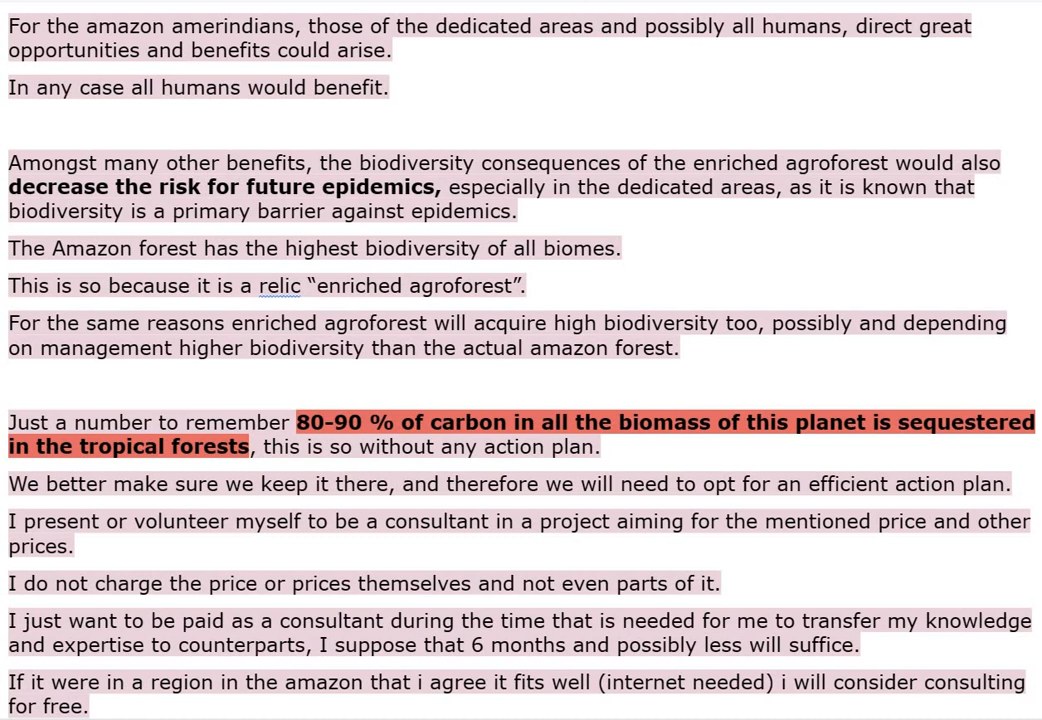 For the amazon amerindians, those of the dedicated areas and possibly all humans, direct great
opportunities and benefits could arise.
In any case all humans would benefit.
Amongst many other benefits, the biodiversity consequences of the enriched agroforest would also
decrease the risk for future epidemics, especially in the dedicated areas, as it is known that
biodiversity is a primary barrier against epidemics.
The Amazon forest has the highest biodiversity of all biomes.
This is so because it is a relic “enriched agroforest”.
For the same reasons enriched agroforest will acquire high biodiversity too, possibly and depending
on management higher biodiversity than the actual amazon forest.
Just a number to remember 80-90 % of carbon in all the biomass of this planet is sequestered
in the tropical forests, this is so without any action plan.
We better make sure we keep it there, and therefore we will need to opt for an efficient action plan.
I present or volunteer myself to be a consultant in a project aiming for the mentioned price and other
prices.
I do not charge the price or prices themselves and not even parts of it.
I just want to be paid as a consultant during the time that is needed for me to transfer my knowledge
and expertise to counterparts, I suppose that 6 months and possibly less will suffice.
If it were in a region in the amazon that i agree it fits well (internet needed) i will consider consulting
for free.